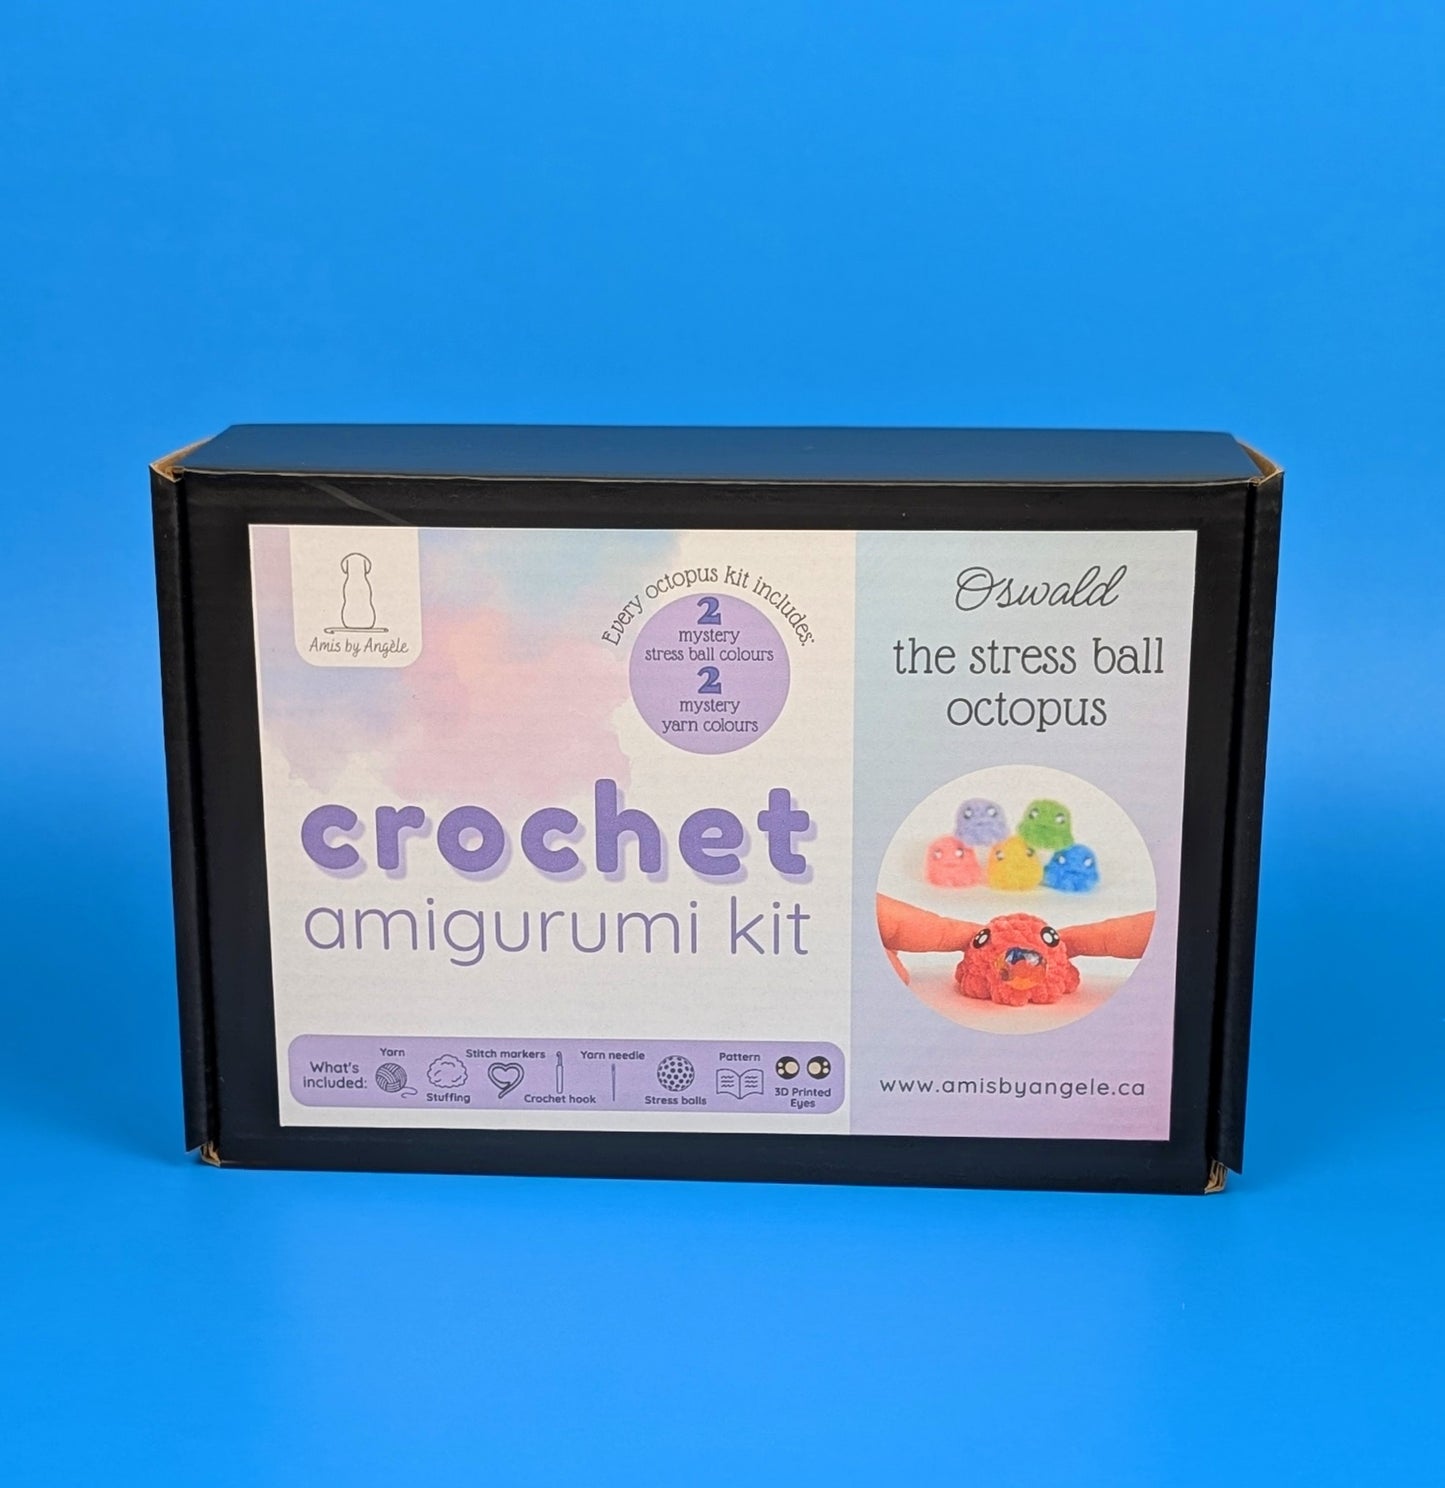 Amis by Angèle
Every octopus kit includes:
2
mystery
stress ball colours
2
mystery
yarn colours
crochet
amigurumi kit
What's
included:
Yarn
Stuffing
Stitch markers
Crochet hook
Yarn needle
Stress balls
Pattern
3D Printed
Eyes
Oswald
the stress ball
octopus
www.amisbyangele.ca